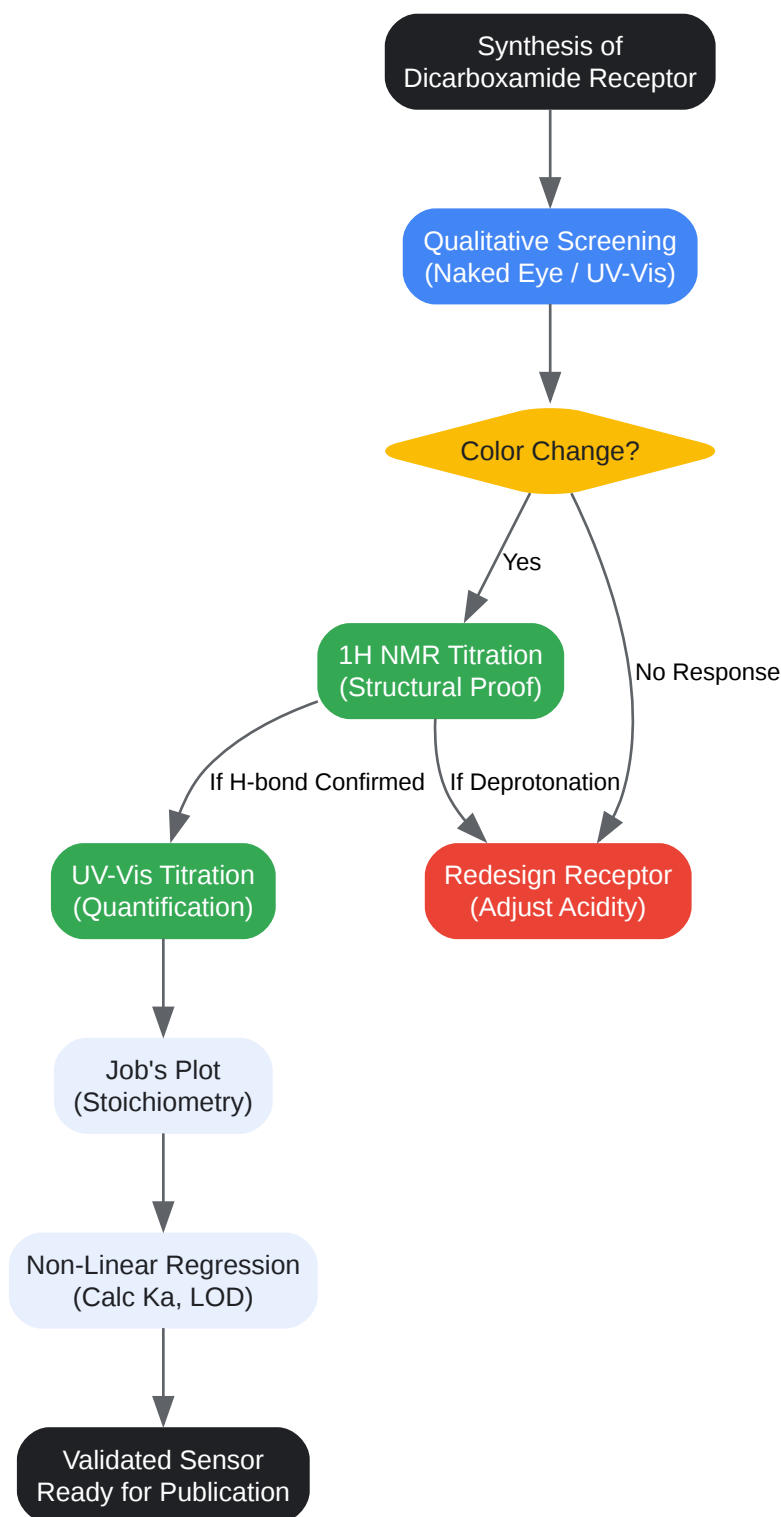 Synthesis of
Dicarboxamide Receptor
Qualitative Screening
(Naked Eye / UV-Vis)
Color Change?
Yes
No Response
1H NMR Titration
(Structural Proof)
If H-bond Confirmed
If Deprotonation
UV-Vis Titration
(Quantification)
Redesign Receptor
(Adjust Acidity)
Job's Plot
(Stoichiometry)
Non-Linear Regression
(Calc Ka, LOD)
Validated Sensor
Ready for Publication